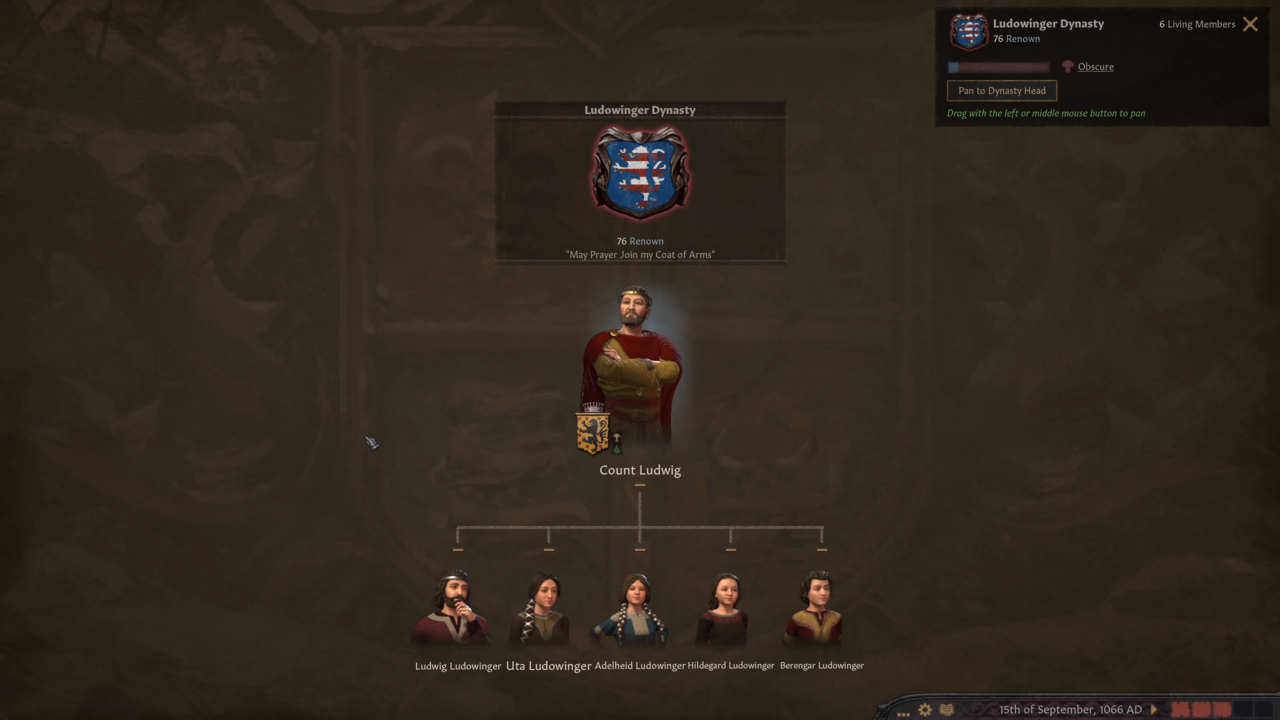 Ludowinger Dynasty
6 Living Members
76 Renown
Obscure
Pan to Dynasty Head
Drag with the left or middle mouse button to pan
Ludowinger Dynasty
76 Renown
"May Prayer Join my Coat of Arms"
Count Ludwig
Ludwig Ludowinger
Uta Ludowinger
Adelheid Ludowinger
Hildegard Ludowinger
Berengar Ludowinger
15th of September, 1066 AD